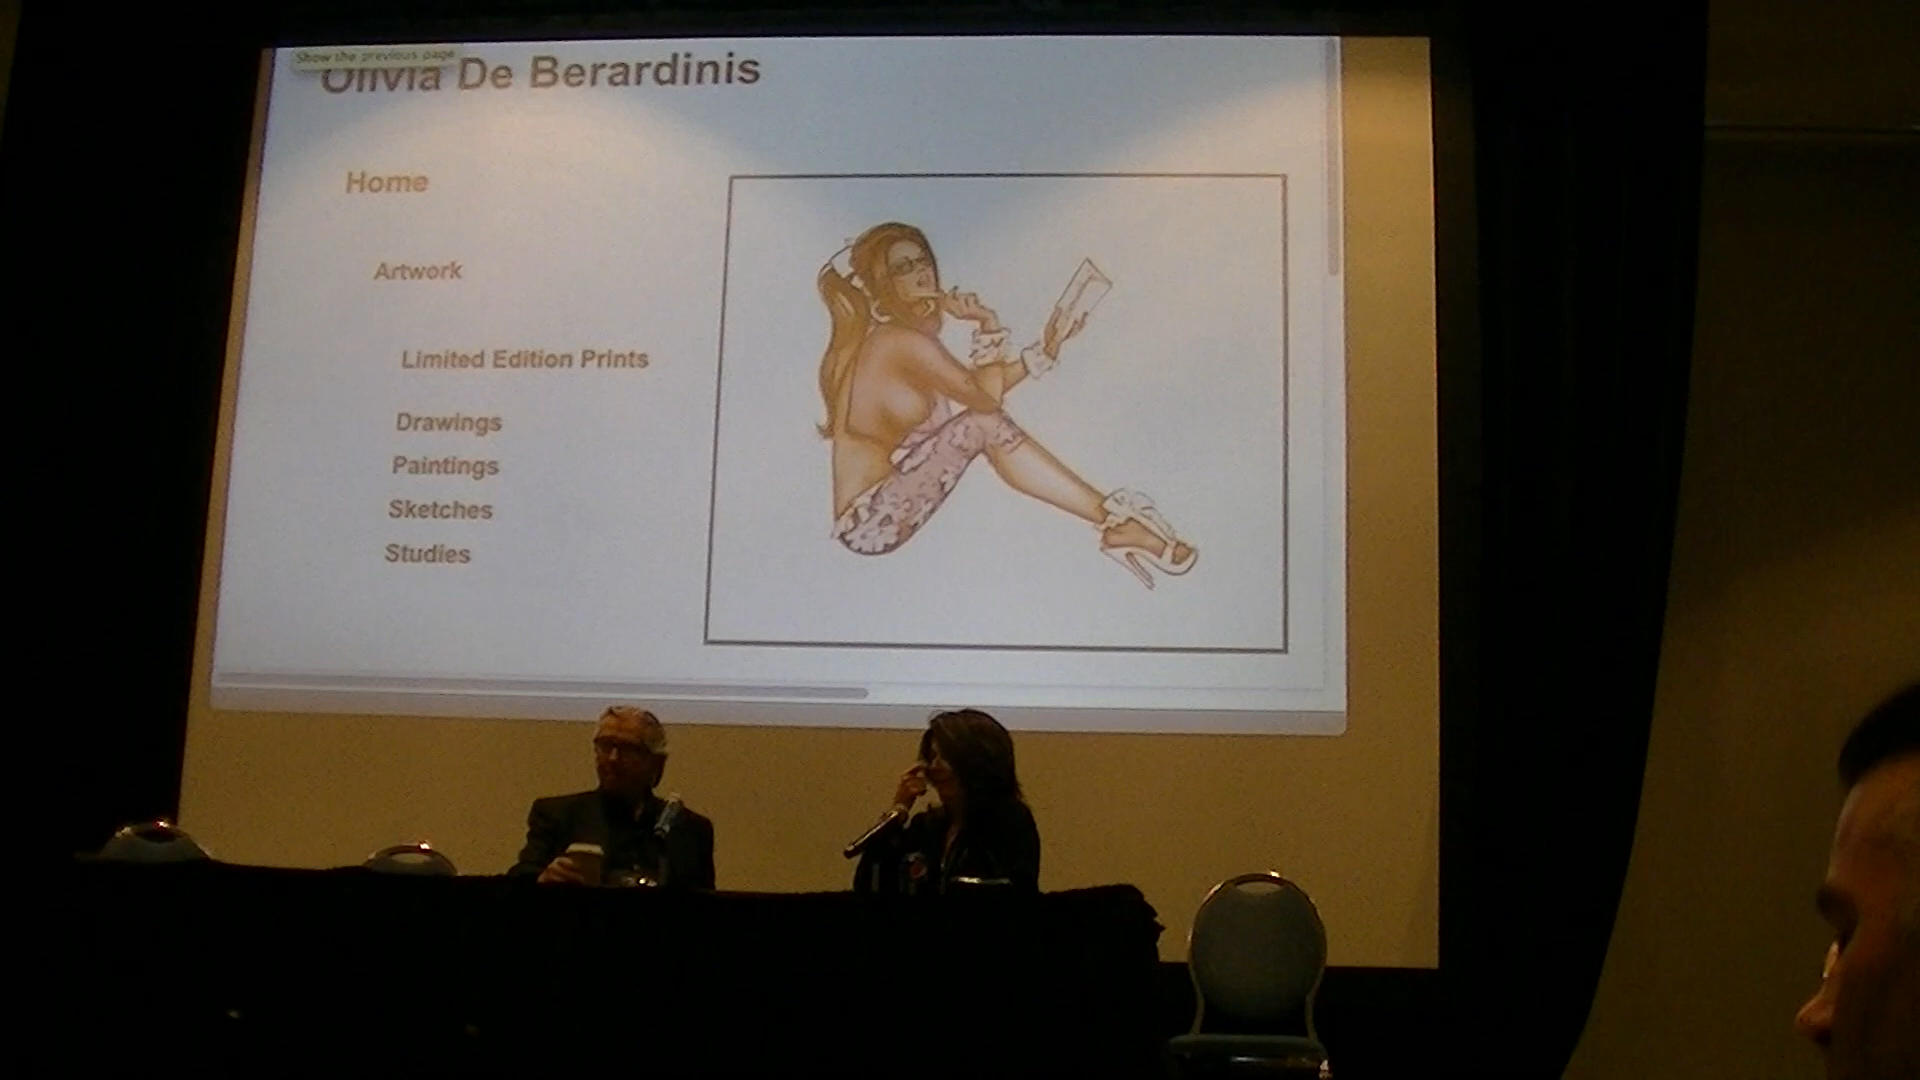 Show the previous page
Olivia De Berardinis
Home
Artwork
Limited Edition Prints
Drawings
Paintings
Sketches
Studies